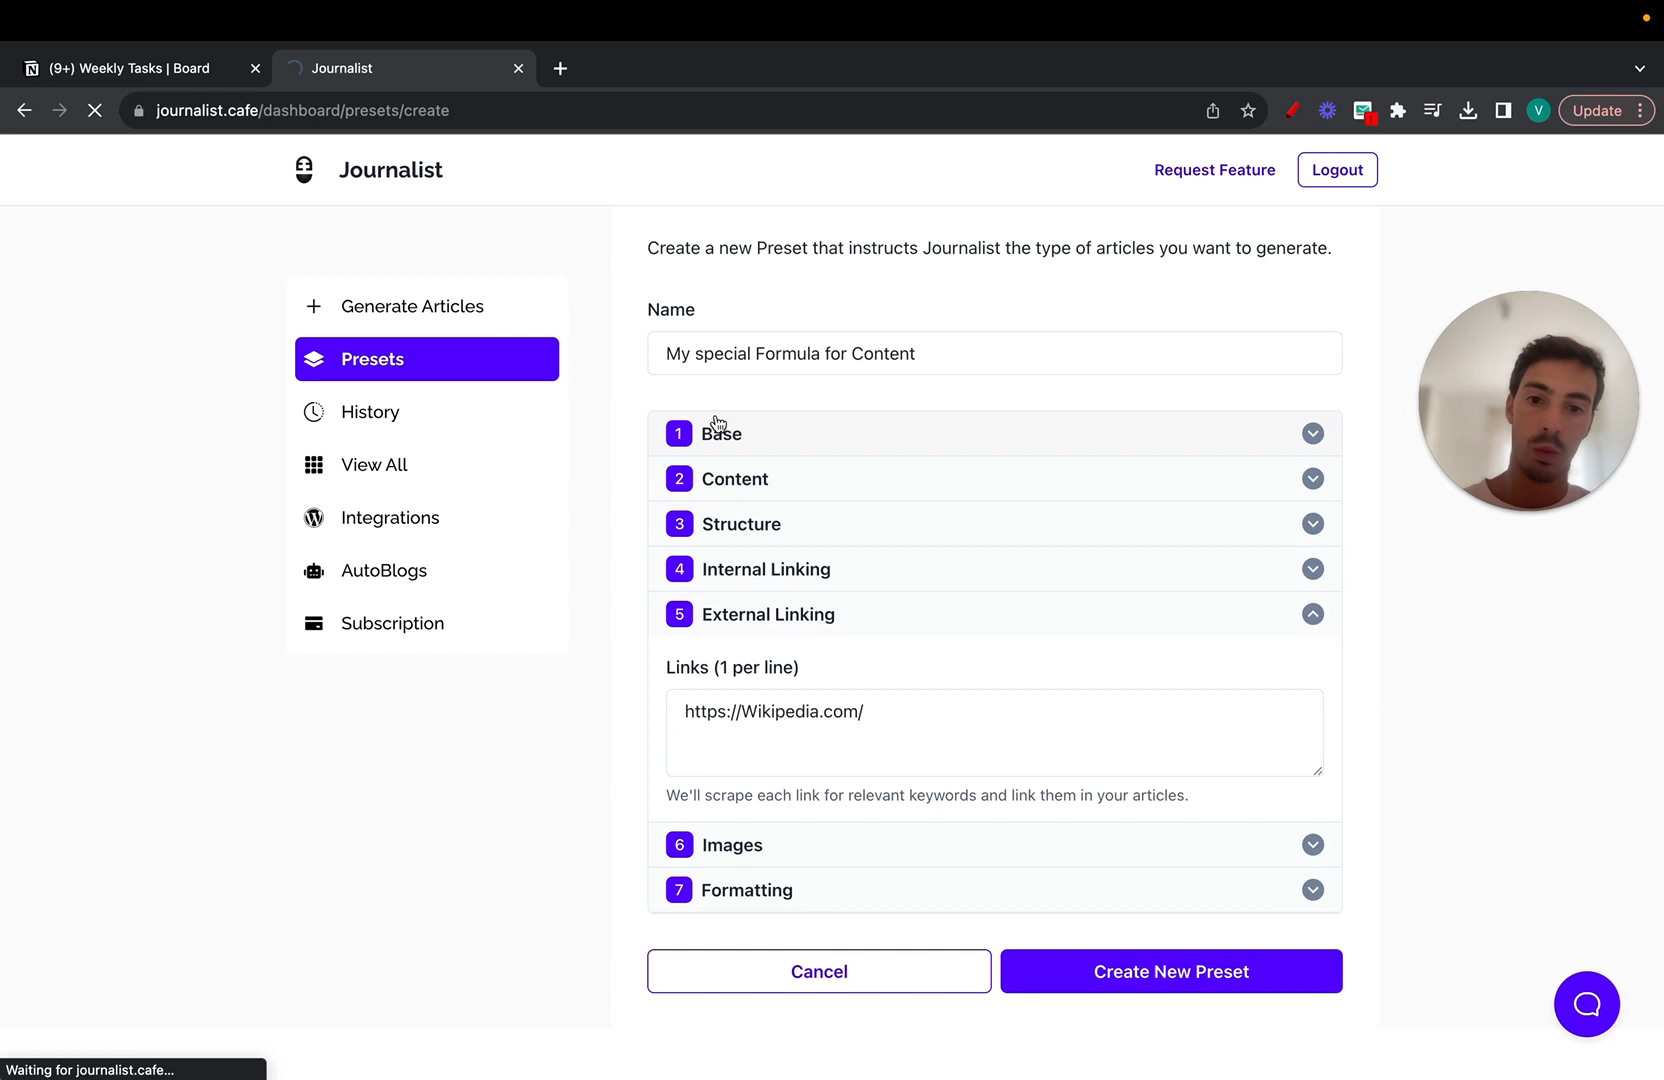 (9+) Weekly Tasks | Board
Journalist
journalist.cafe/dashboard/presets/create
V
Update
Journalist
Request Feature
Logout
Create a new Preset that instructs Journalist the type of articles you want to generate.
Generate Articles
Presets
History
View All
Integrations
AutoBlogs
Subscription
Name
My special Formula for Content
1 Base
2 Content
3 Structure
4 Internal Linking
5 External Linking
Links (1 per line)
https://Wikipedia.com/
We'll scrape each link for relevant keywords and link them in your articles.
6 Images
7 Formatting
Cancel
Create New Preset
Waiting for journalist.cafe...